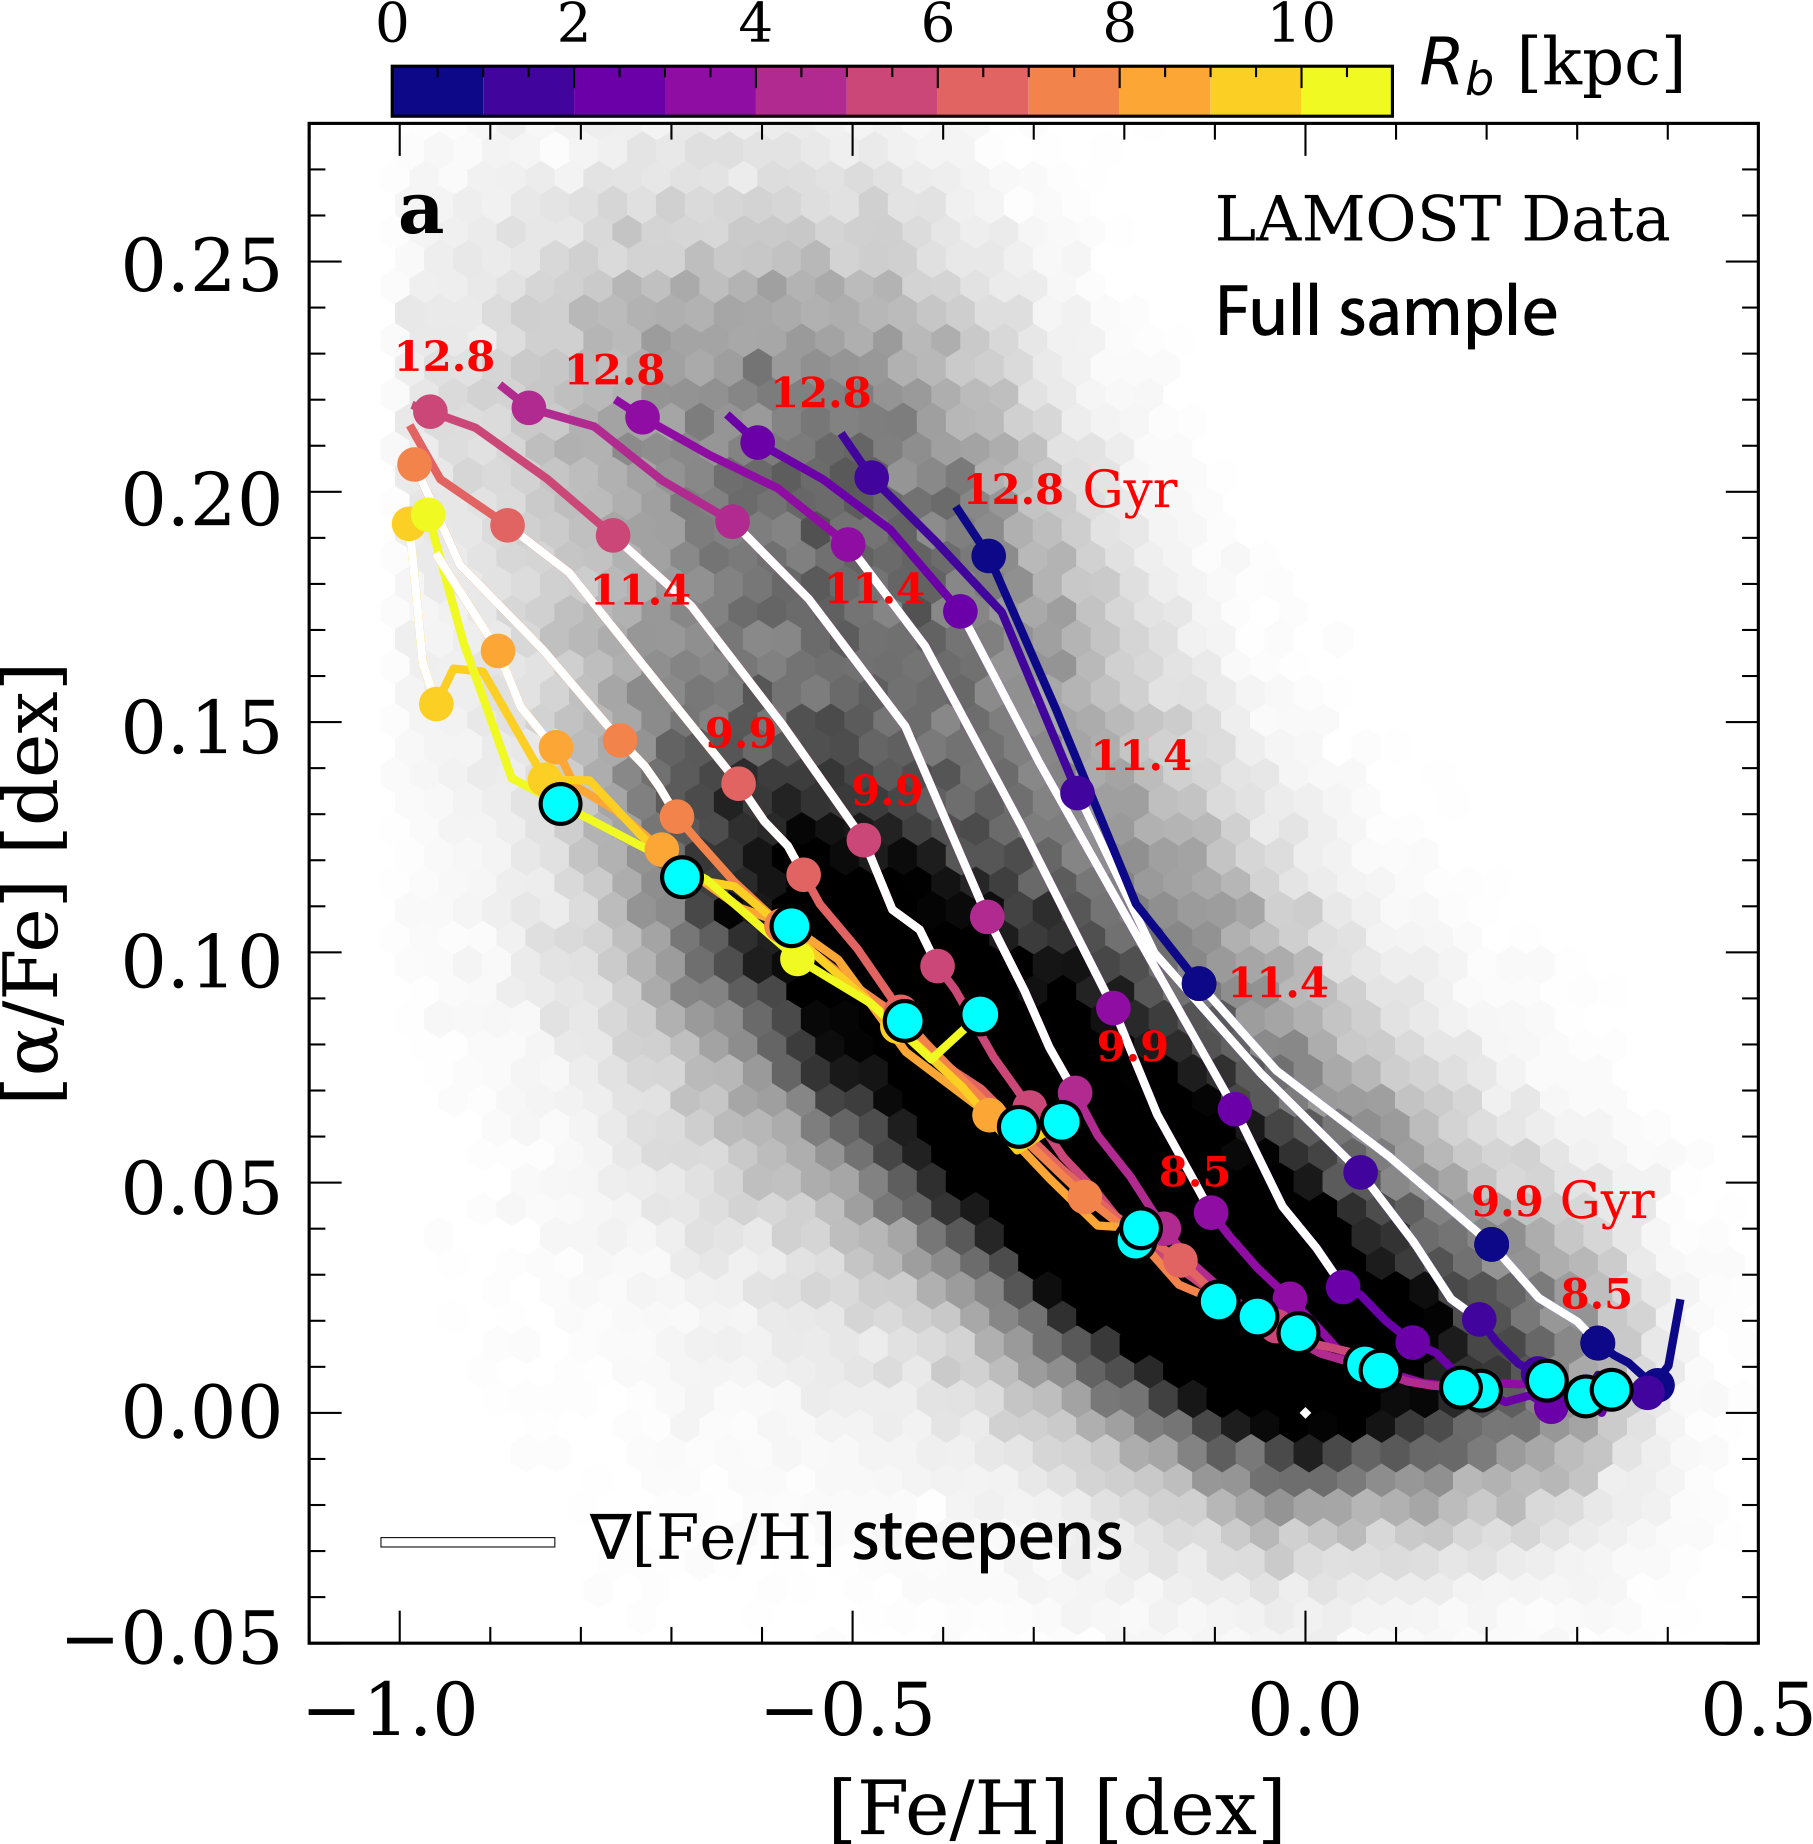 0 2 4 6 8 10
R_b [kpc]
a
LAMOST Data
Full sample
0.25
0.20
0.15
0.10
0.05
0.00
−0.05
[α/Fe] [dex]
12.8
12.8
12.8
12.8 Gyr
11.4
11.4
11.4
11.4
9.9
9.9
9.9
9.9 Gyr
8.5
8.5
∇[Fe/H] steepens
−1.0 −0.5 0.0 0.5
[Fe/H] [dex]